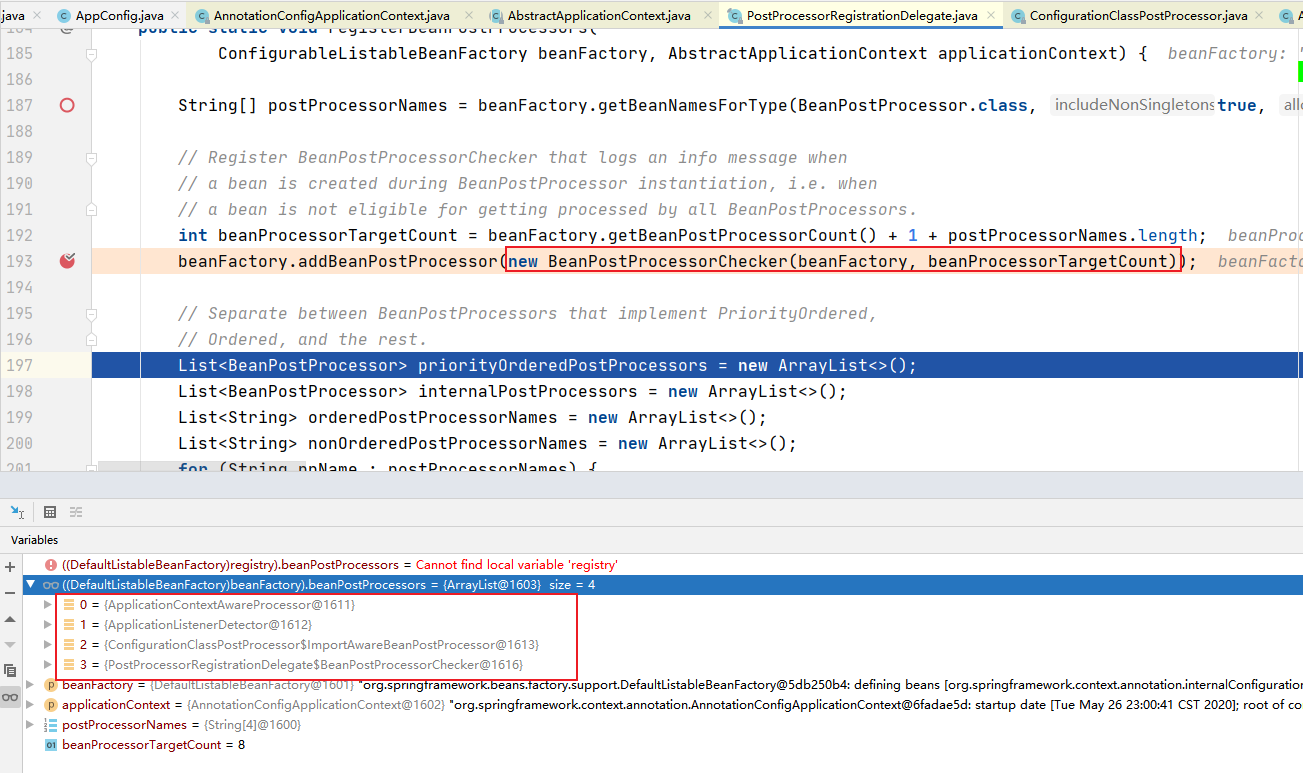 java AppConfig.java AnnotationConfigApplicationContext.java AbstractApplicationContext.java PostProcessorRegistrationDelegate.java ConfigurationClassPostProcessor.java A
184 public static void registerBeanPostProcessors(
185 ConfigurableListableBeanFactory beanFactory, AbstractApplicationContext applicationContext) { beanFactory: "
186
187 String[] postProcessorNames = beanFactory.getBeanNamesForType(BeanPostProcessor.class, includeNonSingletons true, allo
188
189 // Register BeanPostProcessorChecker that logs an info message when
190 // a bean is created during BeanPostProcessor instantiation, i.e. when
191 // a bean is not eligible for getting processed by all BeanPostProcessors.
192 int beanProcessorTargetCount = beanFactory.getBeanPostProcessorCount() + 1 + postProcessorNames.length; beanProc
193 beanFactory.addBeanPostProcessor(new BeanPostProcessorChecker(beanFactory, beanProcessorTargetCount)); beanFacto
194
195 // Separate between BeanPostProcessors that implement PriorityOrdered,
196 // Ordered, and the rest.
197 List<BeanPostProcessor> priorityOrderedPostProcessors = new ArrayList<>();
198 List<BeanPostProcessor> internalPostProcessors = new ArrayList<>();
199 List<String> orderedPostProcessorNames = new ArrayList<>();
200 List<String> nonOrderedPostProcessorNames = new ArrayList<>();
201 for (String ppName : postProcessorNames) {
Variables
((DefaultListableBeanFactory)registry).beanPostProcessors = Cannot find local variable 'registry'
((DefaultListableBeanFactory)beanFactory).beanPostProcessors = {ArrayList@1603} size = 4
0 = {ApplicationContextAwareProcessor@1611}
1 = {ApplicationListenerDetector@1612}
2 = {ConfigurationClassPostProcessor$ImportAwareBeanPostProcessor@1613}
3 = {PostProcessorRegistrationDelegate$BeanPostProcessorChecker@1616}
p beanFactory = {DefaultListableBeanFactory@1601} "org.springframework.beans.factory.support.DefaultListableBeanFactory@5db250b4: defining beans [org.springframework.context.annotation.internalConfiguration
p applicationContext = {AnnotationConfigApplicationContext@1602} "org.springframework.context.annotation.AnnotationConfigApplicationContext@6fadae5d: startup date [Tue May 26 23:00:41 CST 2020]; root of co
postProcessorNames = {String[4]@1600}
01 beanProcessorTargetCount = 8